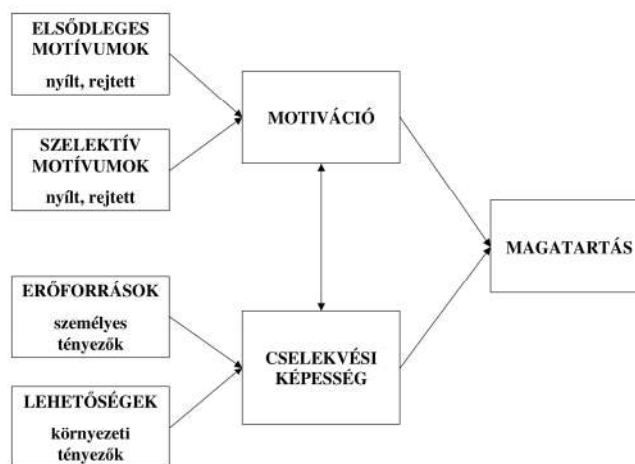 ELSŐDLEGES
MOTÍVUMOK
nyílt, rejtett
SZELEKTÍV
MOTÍVUMOK
nyílt, rejtett
MOTIVÁCIÓ
MAGATARTÁS
ERŐFORRÁSOK
személyes
tényezők
LEHETŐSÉGEK
környezeti
tényezők
CSELEKVÉSI
KÉPESSÉG